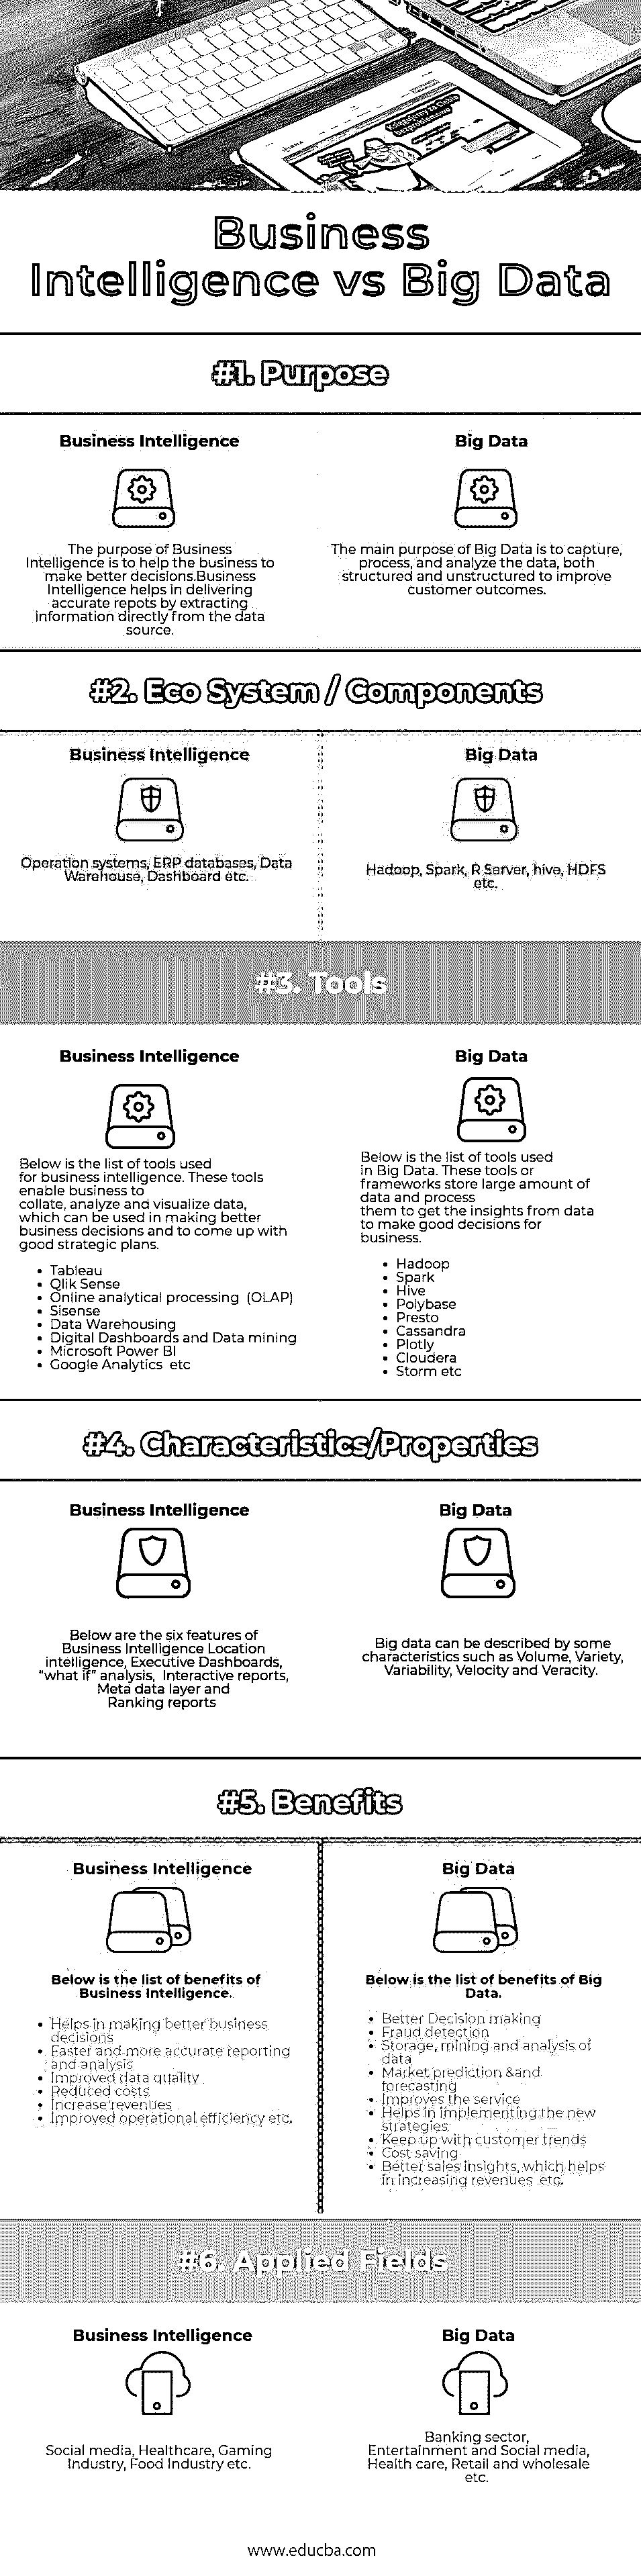 Business
Intelligence vs Big Data
#1. Purpose
Business Intelligence
The purpose of Business
Intelligence is to help the business to
make better decisions.Business
Intelligence helps in delivering
accurate repots by extracting
information directly from the data
source.
Big Data
The main purpose of Big Data is to capture,
process, and analyze the data, both
structured and unstructured to improve
customer outcomes.
#2. Eco System / Components
Business Intelligence
Operation systems, ERP databases, Data
Warehouse, Dashboard etc.
Big Data
Hadoop, Spark, R Server, hive, HDFS
etc.
#3. Tools
Business Intelligence
Below is the list of tools used
for business intelligence. These tools
enable business to
collate, analyze and visualize data,
which can be used in making better
business decisions and to come up with
good strategic plans.
• Tableau
• Qlik Sense
• Online analytical processing (OLAP)
• Sisense
• Data Warehousing
• Digital Dashboards and Data mining
• Microsoft Power BI
• Google Analytics etc
Big Data
Below is the list of tools used
in Big Data. These tools or
frameworks store large amount of
data and process
them to get the insights from data
to make good decisions for
business.
• Hadoop
• Spark
• Hive
• Polybase
• Presto
• Cassandra
• Plotly
• Cloudera
• Storm etc
#4. Characteristics/Properties
Business Intelligence
Below are the six features of
Business Intelligence Location
intelligence, Executive Dashboards,
"what if" analysis, Interactive reports,
Meta data layer and
Ranking reports
Big Data
Big data can be described by some
characteristics such as Volume, Variety,
Variability, Velocity and Veracity.
#5. Benefits
Business Intelligence
Below is the list of benefits of
Business Intelligence.
• Helps in making better business
decisions
• Faster and more accurate reporting
and analysis
• Improved data quality
• Reduced costs
• Increase revenues
• Improved operational efficiency etc.
Big Data
Below is the list of benefits of Big
Data.
• Better Decision making
• Fraud detection
• Storage, mining and analysis of
data
• Market prediction &and
forecasting
• Improves the service
• Helps in implementing the new
strategies
• Keep up with customer trends
• Cost saving
• Better sales insights, which helps
in increasing revenues etc.
#6. Applied Fields
Business Intelligence
Social media, Healthcare, Gaming
Industry, Food Industry etc.
Big Data
Banking sector,
Entertainment and Social media,
Health care, Retail and wholesale
etc.
www.educba.com